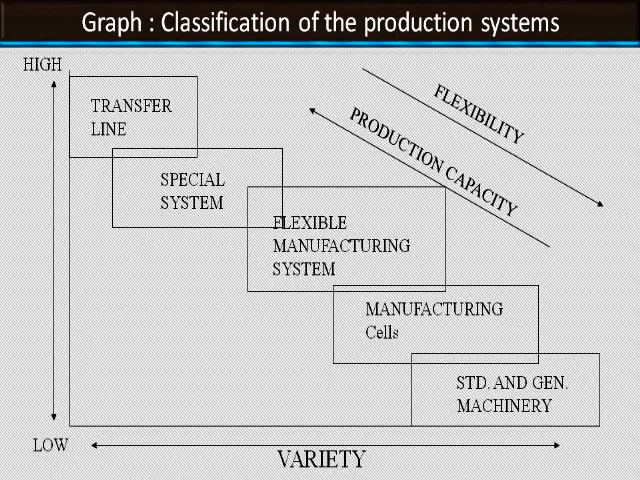 Graph : Classification of the production systems
HIGH
TRANSFER
LINE
FLEXIBILITY
PRODUCTION CAPACITY
SPECIAL
SYSTEM
FLEXIBLE
MANUFACTURING
SYSTEM
MANUFACTURING
Cells
STD. AND GEN.
MACHINERY
LOW
VARIETY